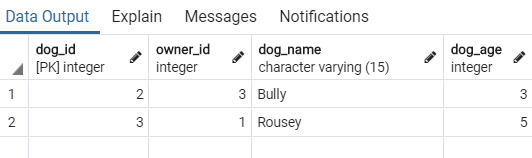 Data Output Explain Messages Notifications
dog_id owner_id dog_name dog_age
[PK] integer integer character varying (15) integer
1 2 3 Bully 3
2 3 1 Rousey 5